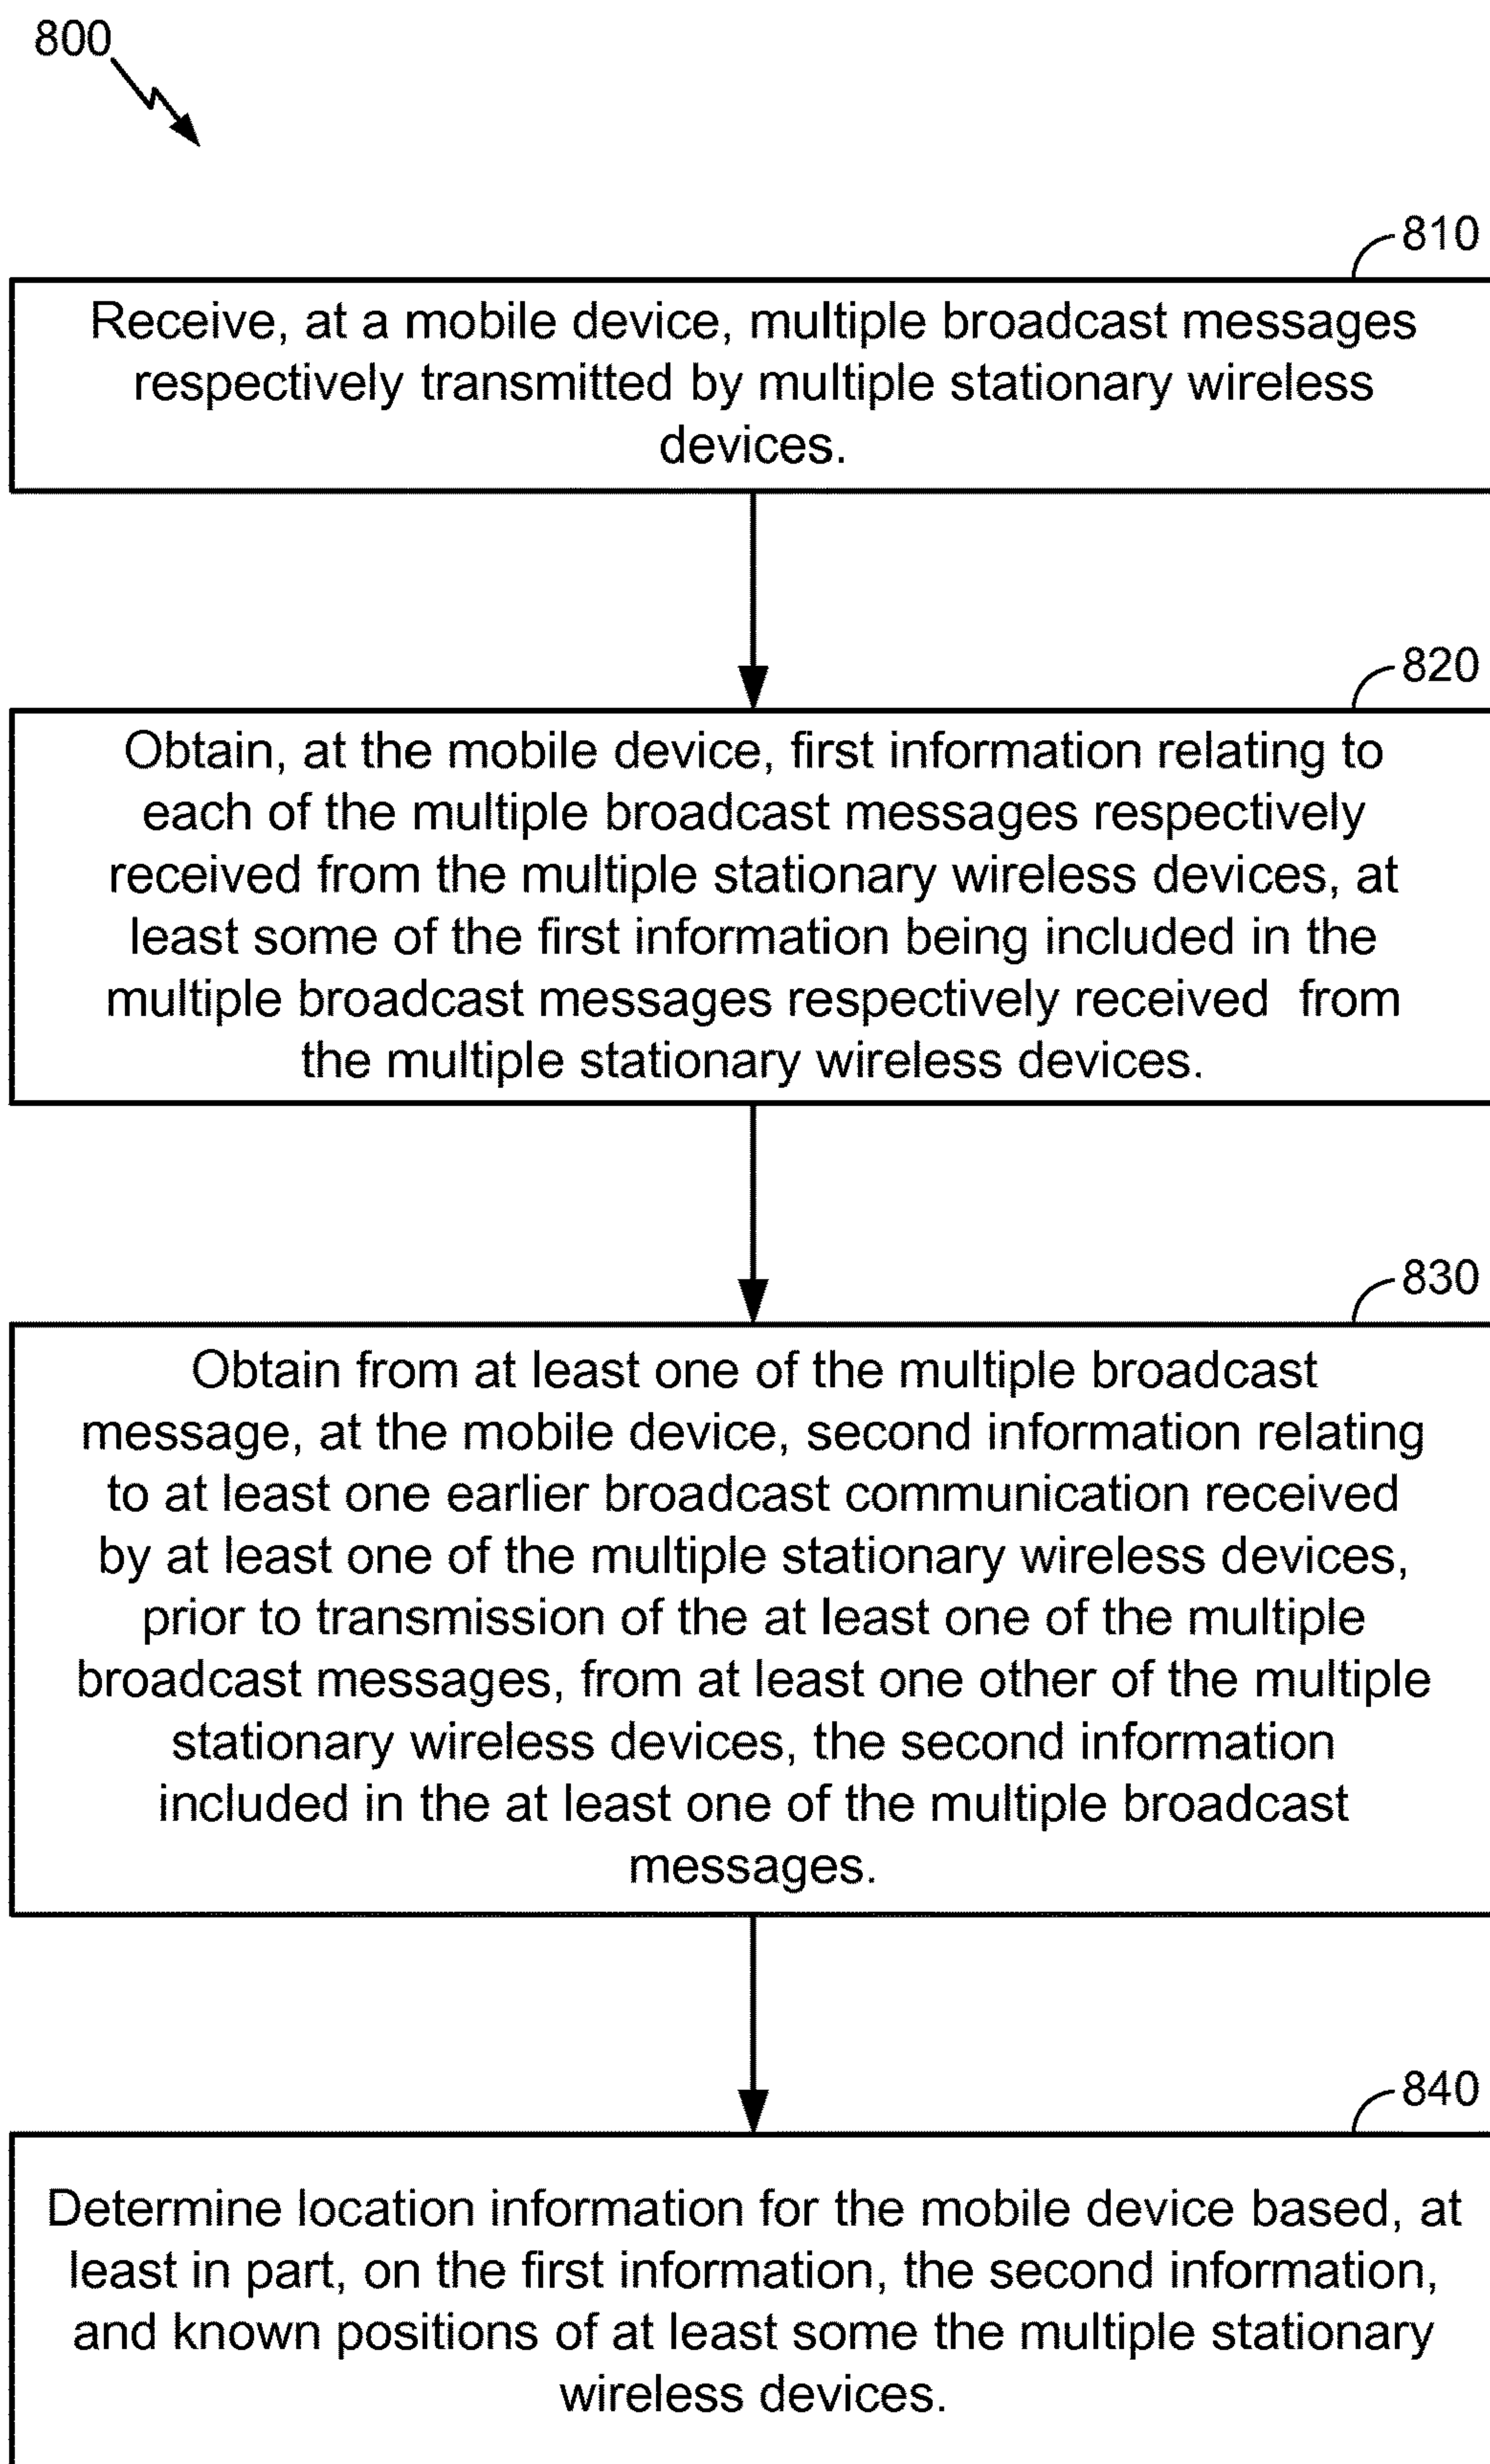 800
810
Receive, at a mobile device, multiple broadcast messages
respectively transmitted by multiple stationary wireless
devices.
820
Obtain, at the mobile device, first information relating to
each of the multiple broadcast messages respectively
received from the multiple stationary wireless devices, at
least some of the first information being included in the
multiple broadcast messages respectively received  from
the multiple stationary wireless devices.
830
Obtain from at least one of the multiple broadcast
message, at the mobile device, second information relating
to at least one earlier broadcast communication received
by at least one of the multiple stationary wireless devices,
prior to transmission of the at least one of the multiple
broadcast messages, from at least one other of the multiple
stationary wireless devices, the second information
included in the at least one of the multiple broadcast
messages.
840
Determine location information for the mobile device based, at
least in part, on the first information, the second information,
and known positions of at least some the multiple stationary
wireless devices.